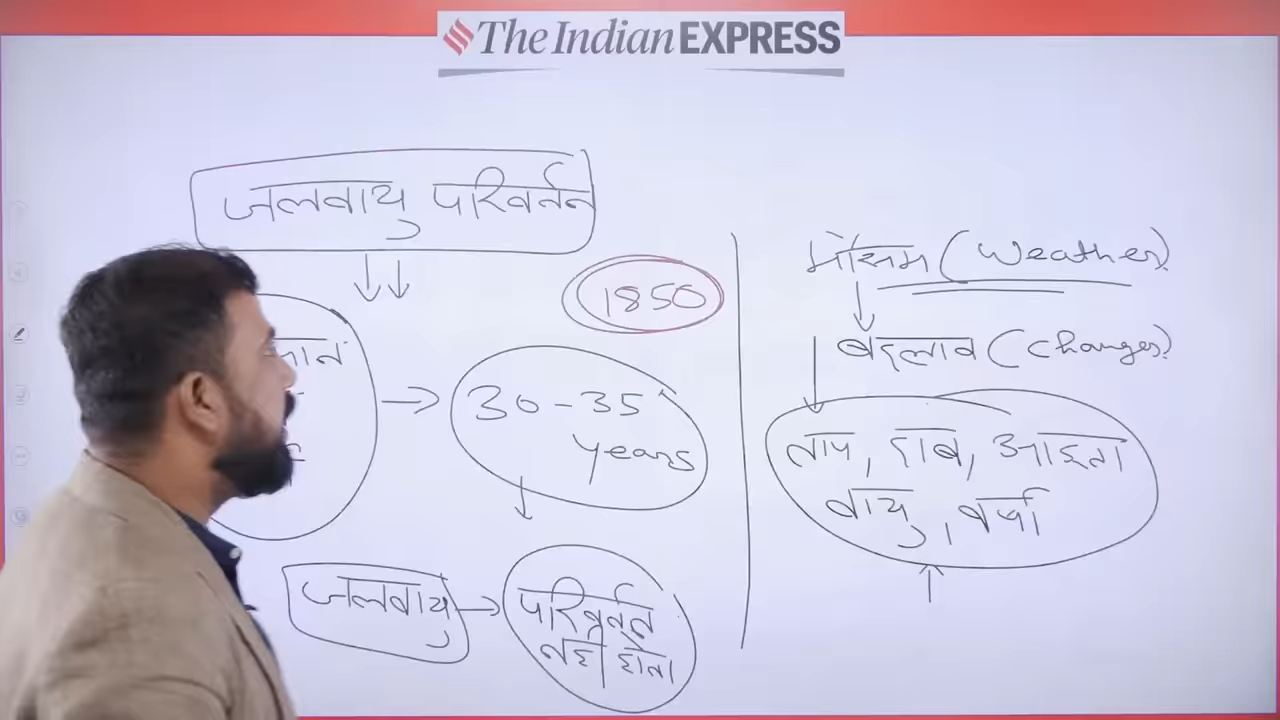 The Indian EXPRESS
जलवायु परिवर्तन
1850
30-35
years
जलवायु
परिवर्तन
नही होता
मौसम (Weather)
बदलाव (Changes)
ताप, दाब, आद्रता
वायु, वर्षा